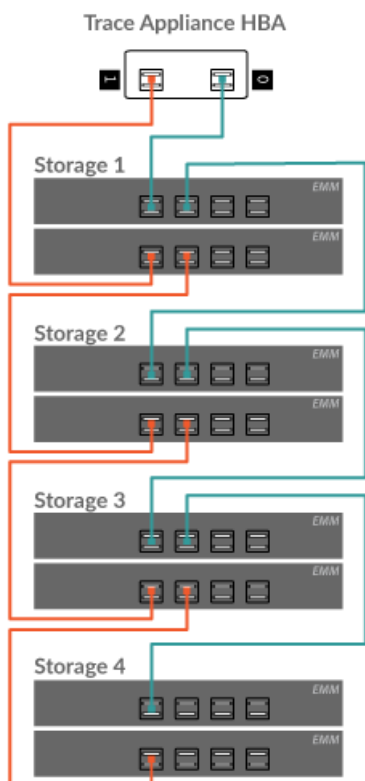 Trace Appliance HBA
1 0
Storage 1
EMM
EMM
Storage 2
EMM
EMM
Storage 3
EMM
EMM
Storage 4
EMM
EMM